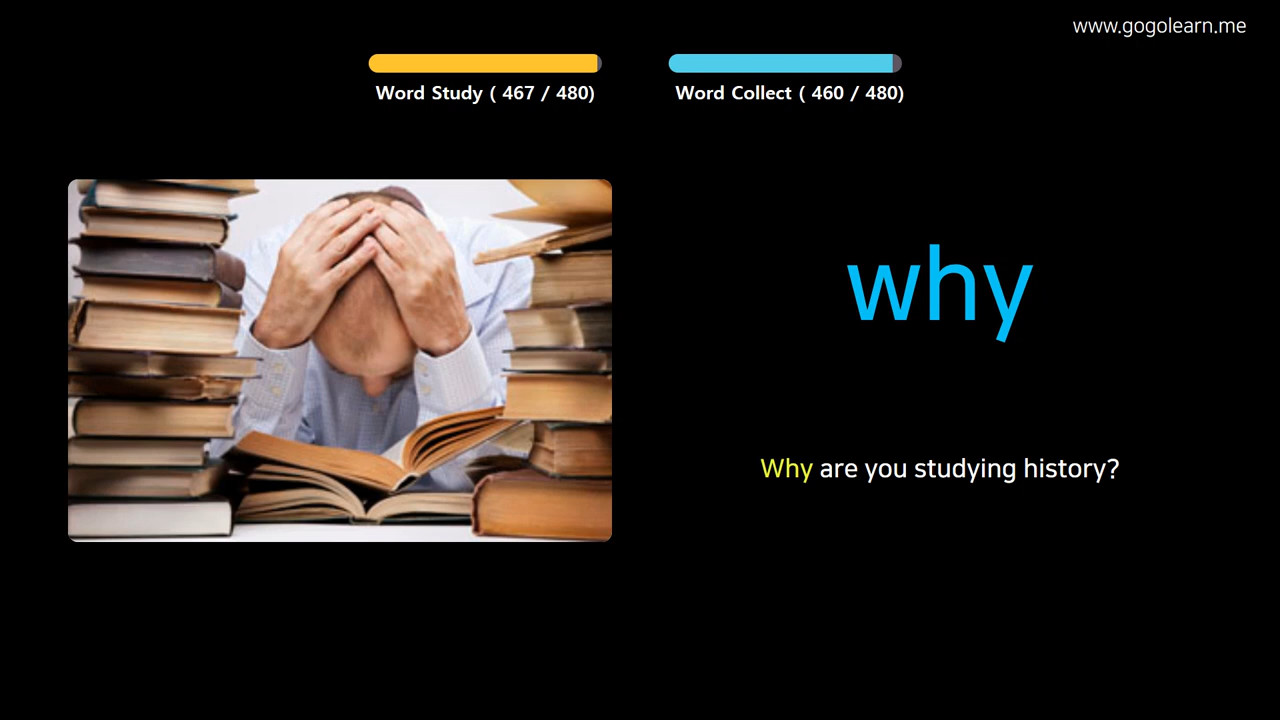 www.gogolearn.me
Word Study ( 467 / 480)
Word Collect ( 460 / 480)
why
Why are you studying history?